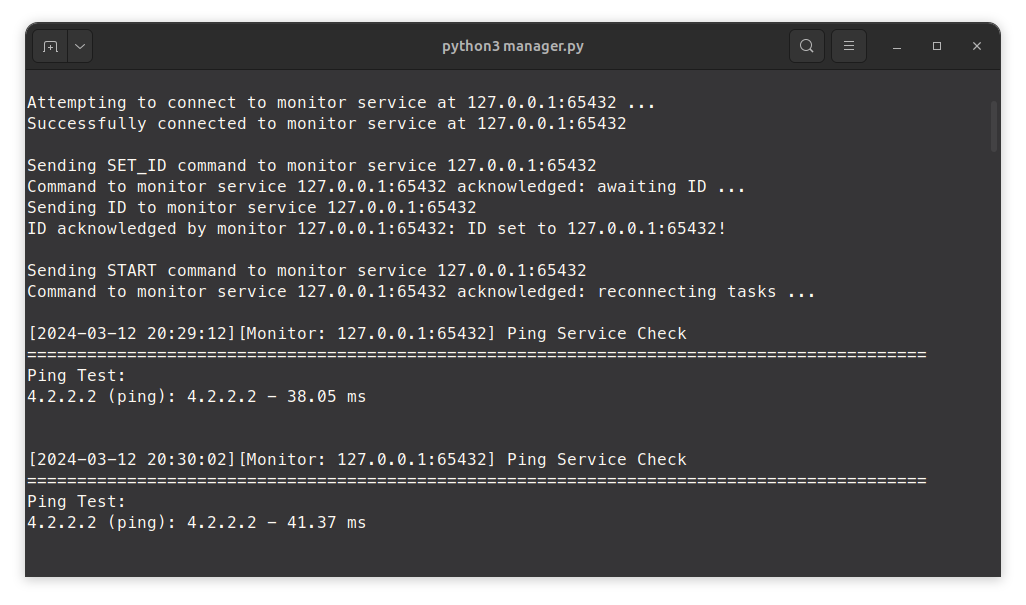 python3 manager.py
Attempting to connect to monitor service at 127.0.0.1:65432 ...
Successfully connected to monitor service at 127.0.0.1:65432
Sending SET_ID command to monitor service 127.0.0.1:65432
Command to monitor service 127.0.0.1:65432 acknowledged: awaiting ID ...
Sending ID to monitor service 127.0.0.1:65432
ID acknowledged by monitor 127.0.0.1:65432: ID set to 127.0.0.1:65432!
Sending START command to monitor service 127.0.0.1:65432
Command to monitor service 127.0.0.1:65432 acknowledged: reconnecting tasks ...
[2024-03-12 20:29:12][Monitor: 127.0.0.1:65432] Ping Service Check
==========================================================================================
Ping Test:
4.2.2.2 (ping): 4.2.2.2 - 38.05 ms
[2024-03-12 20:30:02][Monitor: 127.0.0.1:65432] Ping Service Check
==========================================================================================
Ping Test:
4.2.2.2 (ping): 4.2.2.2 - 41.37 ms